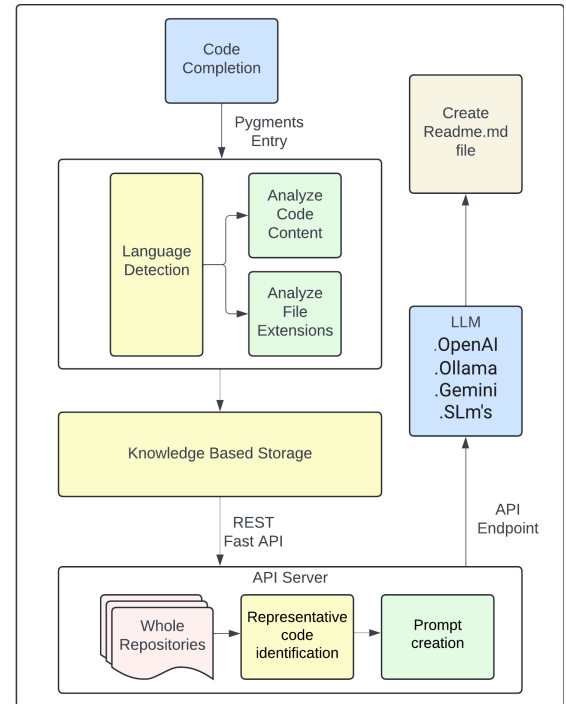 Code
Completion
Pygments
Entry
Language
Detection
Analyze
Code
Content
Analyze
File
Extensions
Knowledge Based Storage
REST
Fast API
API Server
Whole
Repositories
Representative
code
identification
Prompt
creation
API
Endpoint
LLM
.OpenAI
.Ollama
.Gemini
.SLm's
Create
Readme.md
file